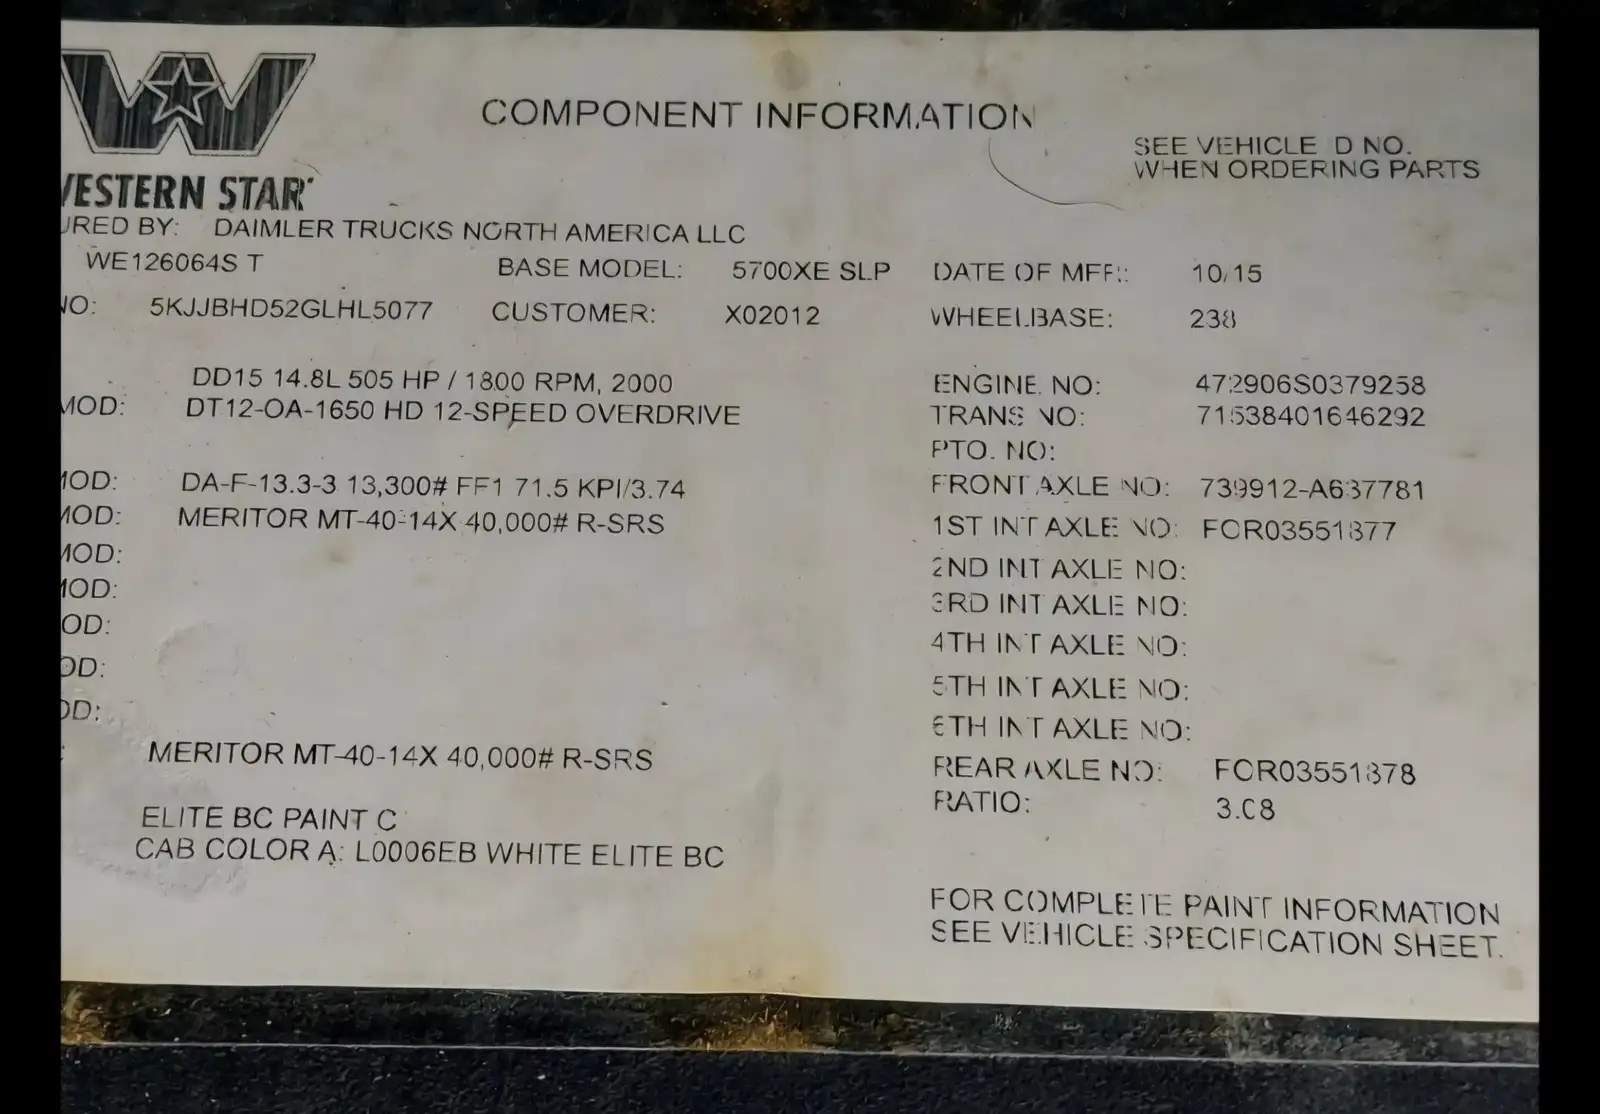 COMPONENT INFORMATION
SEE VEHICLE D NO.
WHEN ORDERING PARTS
WESTERN STAR
URED BY: DAIMLER TRUCKS NORTH AMERICA LLC
WE126064S T BASE MODEL: 5700XE SLP DATE OF MFR: 10/15
NO: 5KJJBHD52GLHL5077 CUSTOMER: X02012 WHEELBASE: 238
DD15 14.8L 505 HP / 1800 RPM, 2000 ENGINE NO: 472906S0379258
MOD: DT12-OA-1650 HD 12-SPEED OVERDRIVE TRANS NO: 71538401646292
PTO. NO:
MOD: DA-F-13.3-3 13,300# FF1 71.5 KPI/3.74 FRONT AXLE NO: 739912-A637781
MOD: MERITOR MT-40-14X 40,000# R-SRS 1ST INT AXLE NO: FOR03551877
MOD: 2ND INT AXLE NO:
MOD: 3RD INT AXLE NO:
OD: 4TH INT AXLE NO:
OD: 5TH INT AXLE NO:
OD: 6TH INT AXLE NO:
: MERITOR MT-40-14X 40,000# R-SRS REAR AXLE NO: FOR03551878
RATIO: 3.08
ELITE BC PAINT C
CAB COLOR A: L0006EB WHITE ELITE BC
FOR COMPLETE PAINT INFORMATION
SEE VEHICLE SPECIFICATION SHEET.